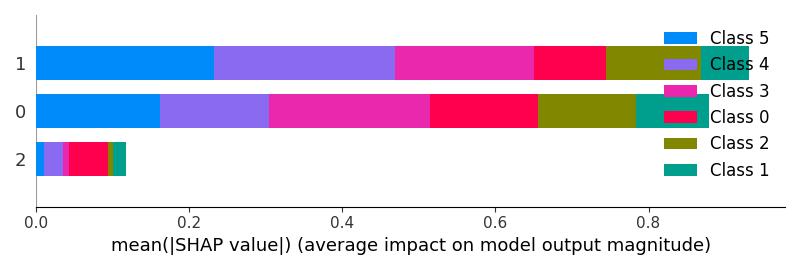 Class 5
1
Class 4
Class 3
0
Class 0
Class 2
2
Class 1
0.0 0.2 0.4 0.6 0.8
mean(|SHAP value|) (average impact on model output magnitude)